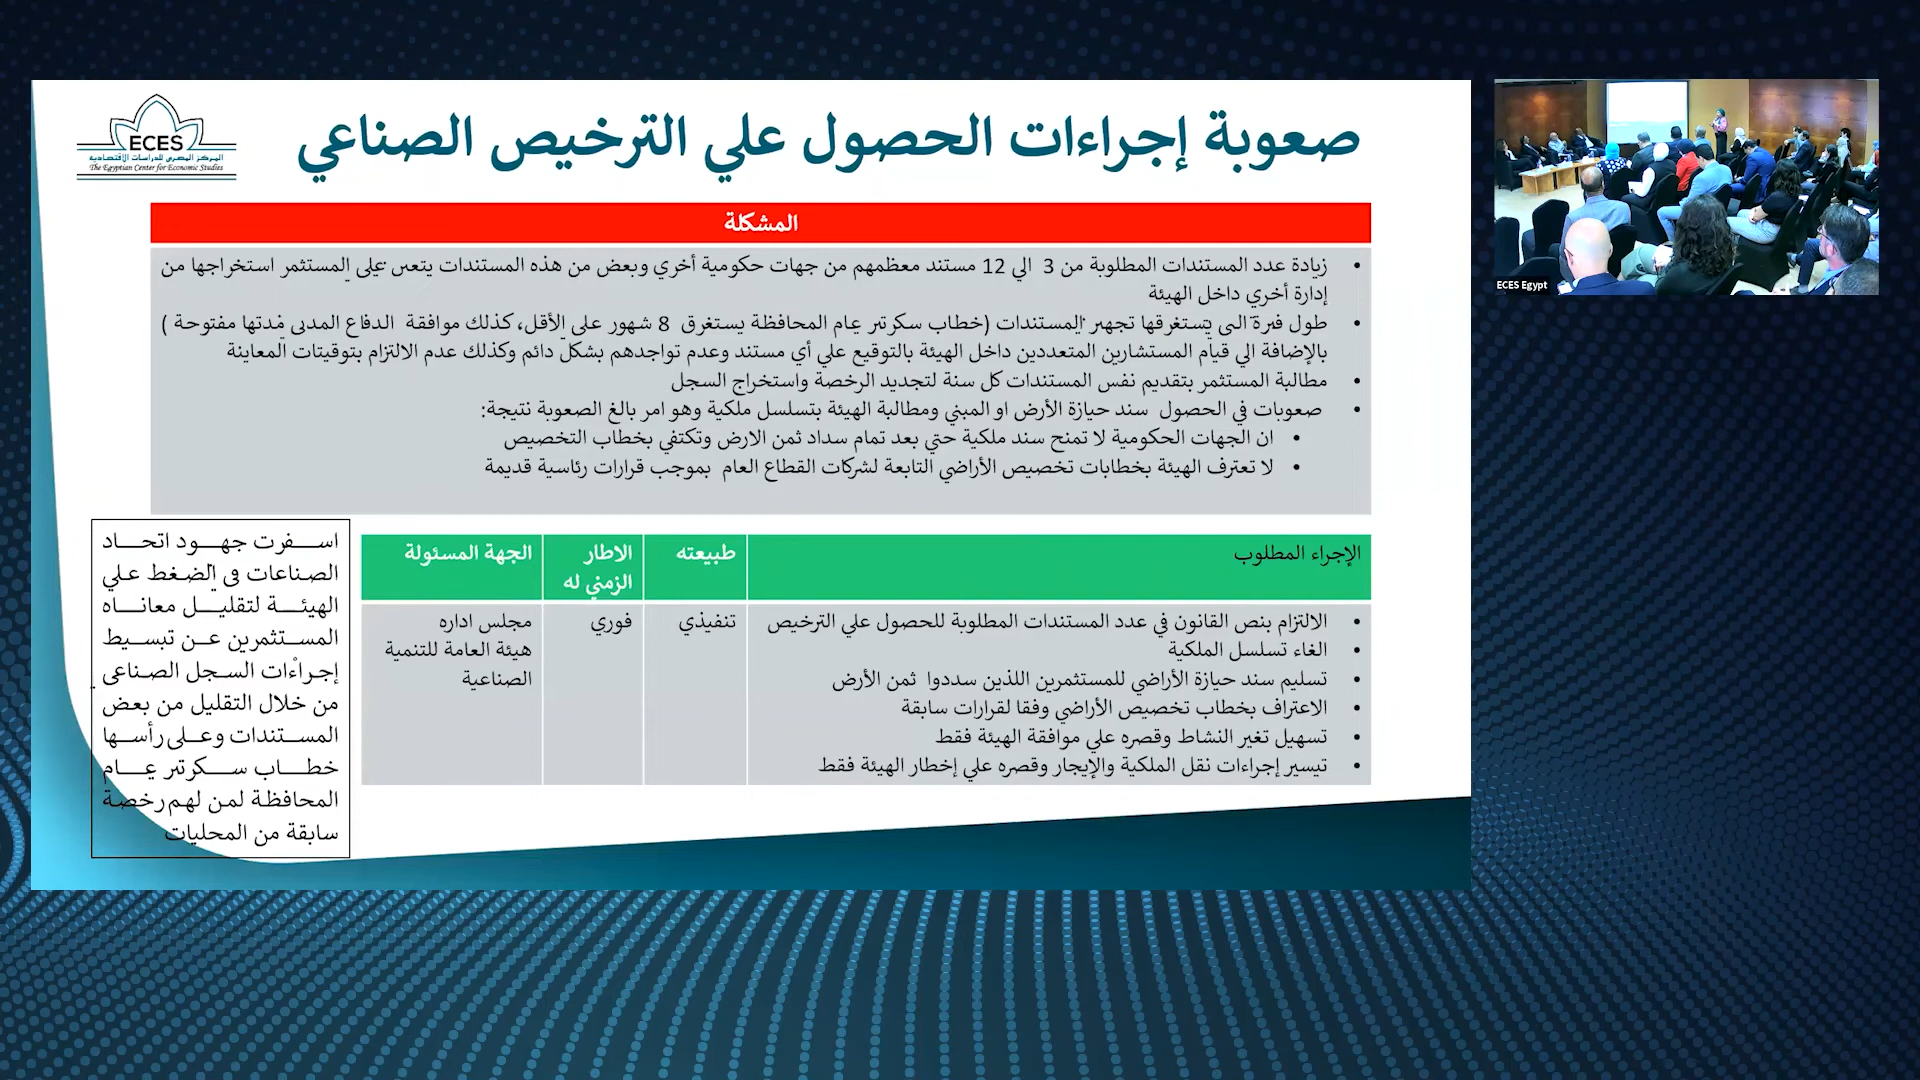 ECES
المركز المصرى للدراسات الاقتصادية
The Egyptian Center for Economic Studies
صعوبة إجراءات الحصول علي الترخيص الصناعي
المشكلة
• زيادة عدد المستندات المطلوبة من 3 الي 12 مستند معظمهم من جهات حكومية أخري وبعض من هذه المستندات يتعين على المستثمر استخراجها من
إدارة أخري داخل الهيئة
• طول فترة التى يستغرقها تجهيز المستندات (خطاب سكرتير عام المحافظة يستغرق 8 شهور على الأقل، كذلك موافقة الدفاع المدنى مدتها مفتوحة )
بالإضافة الي قيام المستشارين المتعددين داخل الهيئة بالتوقيع علي أي مستند وعدم تواجدهم بشكل دائم وكذلك عدم الالتزام بتوقيتات المعاينة
• مطالبة المستثمر بتقديم نفس المستندات كل سنة لتجديد الرخصة واستخراج السجل
• صعوبات في الحصول سند حيازة الأرض او المبني ومطالبة الهيئة بتسلسل ملكية وهو امر بالغ الصعوبة نتيجة:
• ان الجهات الحكومية لا تمنح سند ملكية حتي بعد تمام سداد ثمن الارض وتكتفي بخطاب التخصيص
• لا تعترف الهيئة بخطابات تخصيص الأراضي التابعة لشركات القطاع العام بموجب قرارات رئاسية قديمة
الإجراء المطلوب
طبيعته
الاطار
الزمني له
الجهة المسئولة
• الالتزام بنص القانون في عدد المستندات المطلوبة للحصول علي الترخيص
• الغاء تسلسل الملكية
• تسليم سند حيازة الأراضي للمستثمرين اللذين سددوا ثمن الأرض
• الاعتراف بخطاب تخصيص الأراضي وفقا لقرارات سابقة
• تسهيل تغير النشاط وقصره علي موافقة الهيئة فقط
• تيسير إجراءات نقل الملكية والإيجار وقصره علي إخطار الهيئة فقط
تنفيذي
فوري
مجلس اداره
هيئة العامة للتنمية
الصناعية
اسفرت جهود اتحاد
الصناعات في الضغط علي
الهيئة لتقليل معاناه
المستثمرين عن تبسيط
إجراءات السجل الصناعى
من خلال التقليل من بعض
المستندات وعلى رأسها
خطاب سكرتير عام
المحافظة لمن لهم رخصة
سابقة من المحليات
ECES Egypt